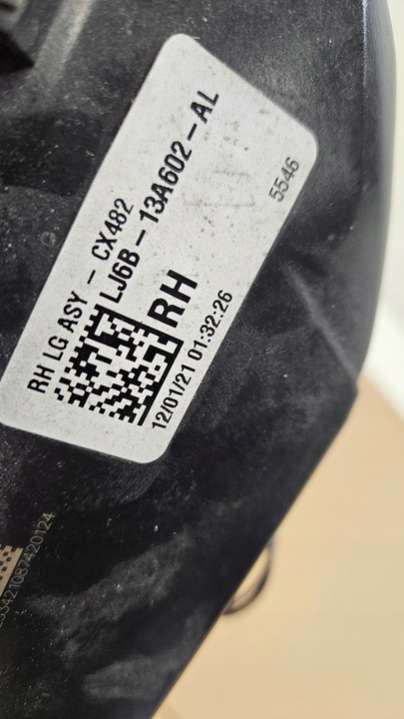 RH LG ASY - CX482
LJ6B-13A602-AL
RH
12/01/21 01:32:26
5546